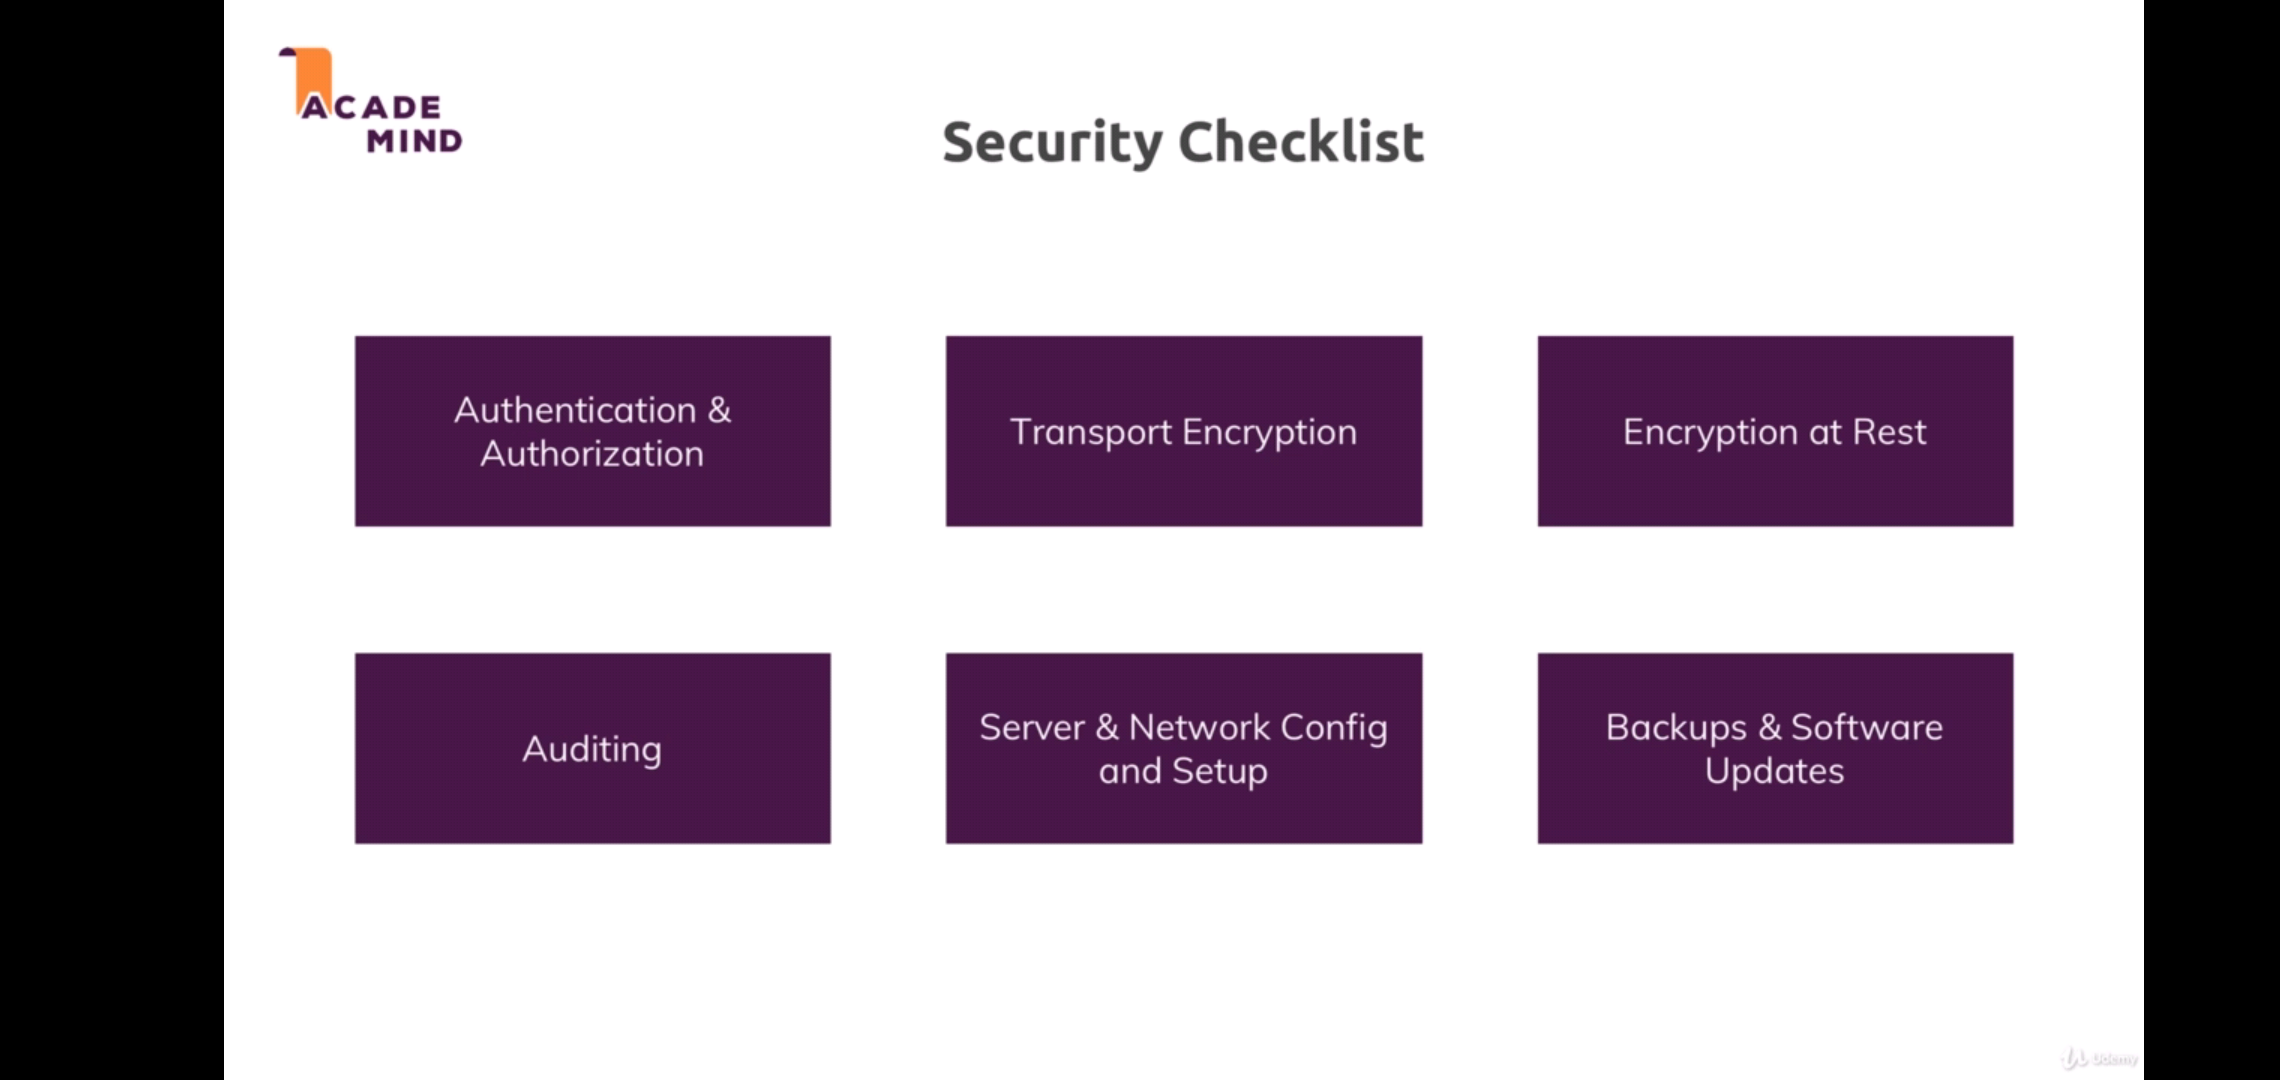 ACADE
MIND
Security Checklist
Authentication &
Authorization
Transport Encryption
Encryption at Rest
Auditing
Server & Network Config
and Setup
Backups & Software
Updates
Udemy